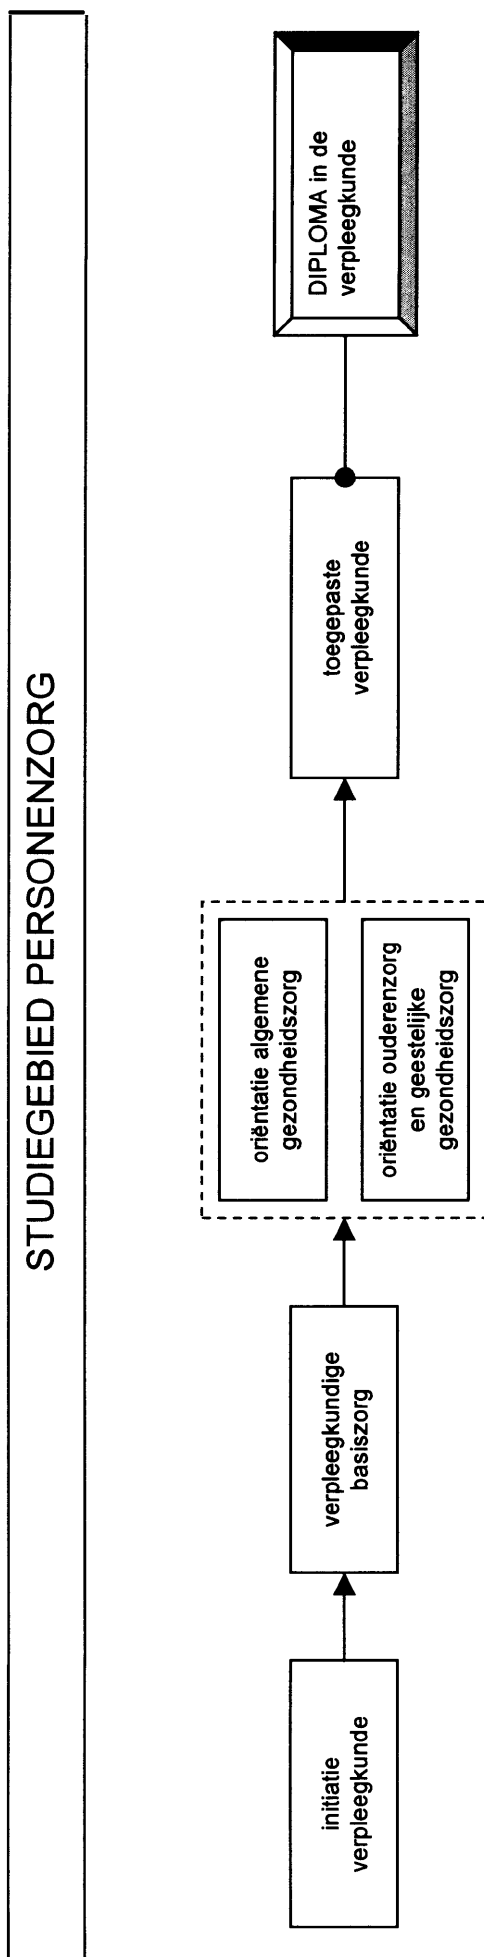 STUDIEGEBIED PERSONENZORG
initiatie
verpleegkunde
verpleegkundige
basiszorg
oriëntatie algemene
gezondheidszorg
oriëntatie ouderenzorg
en geestelijke
gezondheidszorg
toegepaste
verpleegkunde
DIPLOMA in de
verpleegkunde